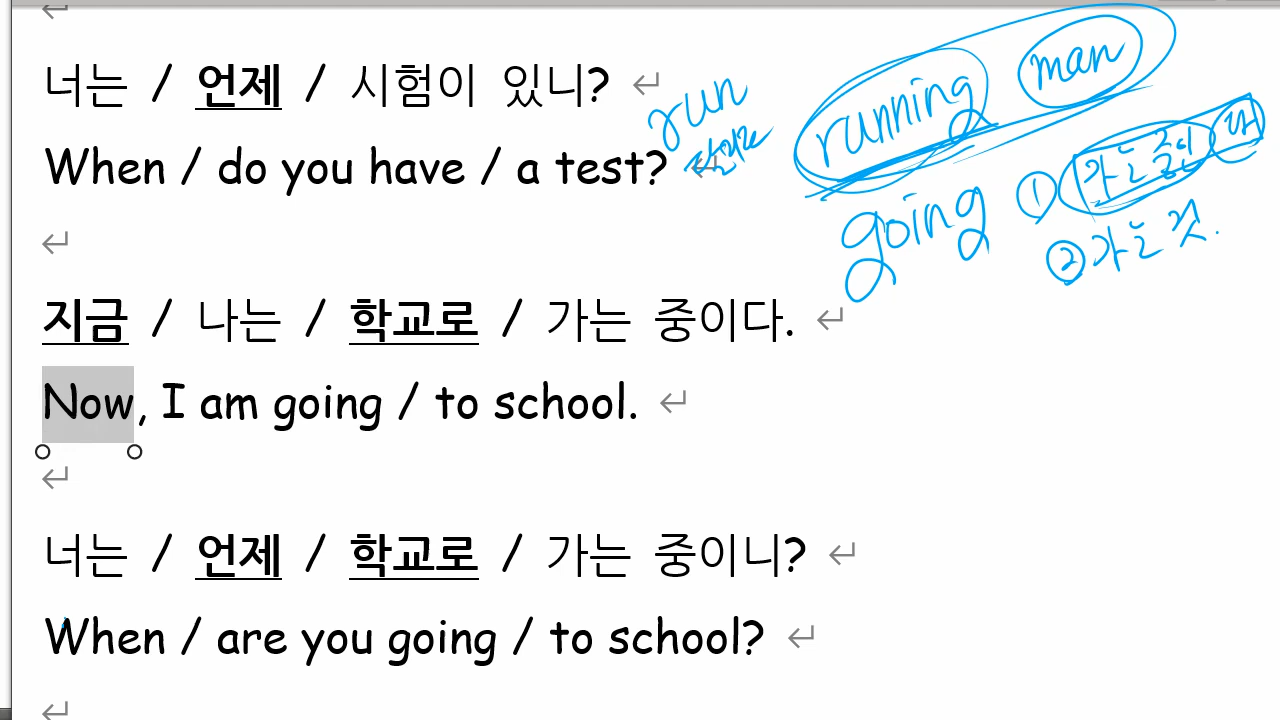 너는 / 언제 / 시험이 있니?
When / do you have / a test?
run
달리다
running man
going ① 가는 중인
② 가는 것.
지금 / 나는 / 학교로 / 가는 중이다.
Now, I am going / to school.
너는 / 언제 / 학교로 / 가는 중이니?
When / are you going / to school?